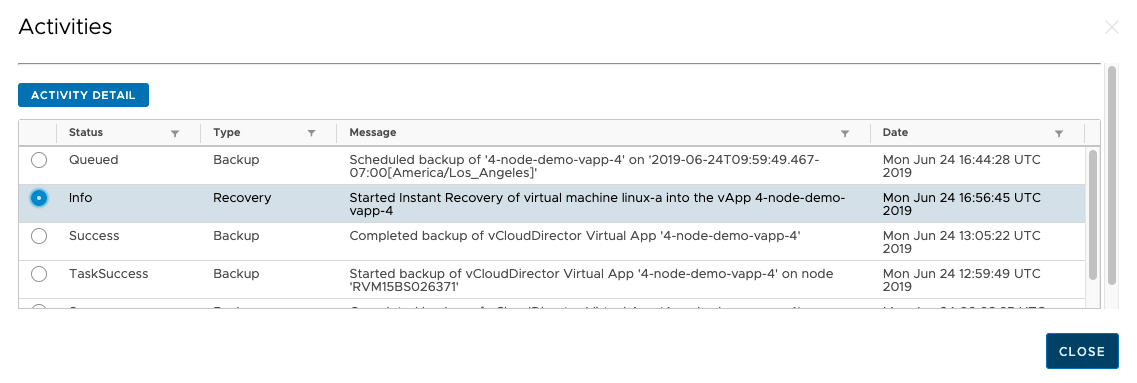 Activities
ACTIVITY DETAIL
Status Type Message Date
Queued Backup Scheduled backup of '4-node-demo-vapp-4' on '2019-06-24T09:59:49.467- Mon Jun 24 16:44:28 UTC
07:00[America/Los_Angeles]' 2019
Info Recovery Started Instant Recovery of virtual machine linux-a into the vApp 4-node-demo- Mon Jun 24 16:56:45 UTC
vapp-4 2019
Success Backup Completed backup of vCloudDirector Virtual App '4-node-demo-vapp-4' Mon Jun 24 13:05:22 UTC
2019
TaskSuccess Backup Started backup of vCloudDirector Virtual App '4-node-demo-vapp-4' on node Mon Jun 24 12:59:49 UTC
'RVM15BS026371' 2019
CLOSE